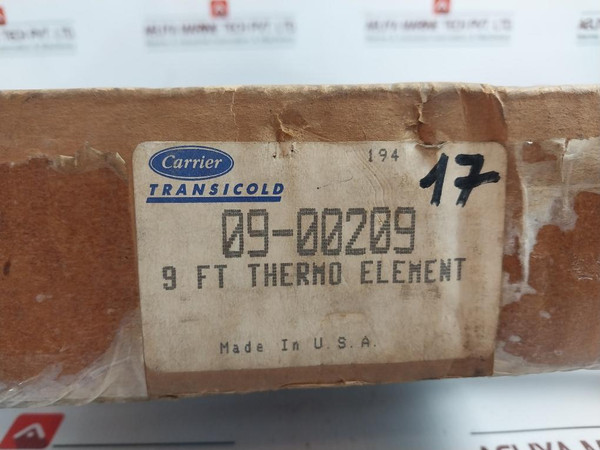 Carrier
TRANSICOLD
194
17
09-00209
9 FT THERMO ELEMENT
Made In U.S.A.